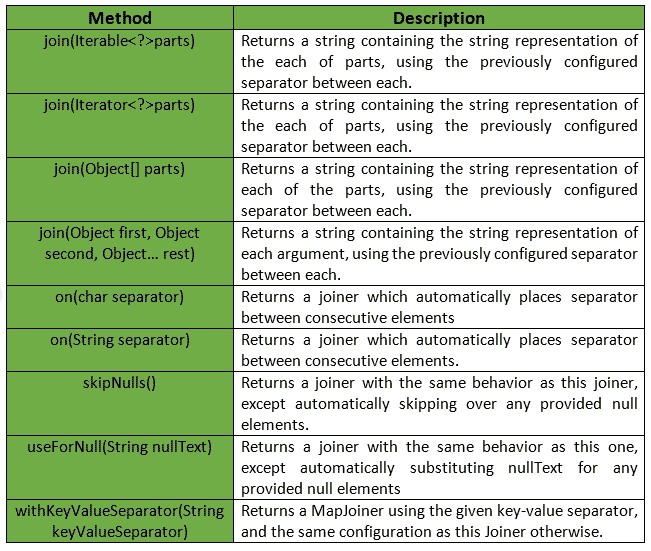 Method
Description
join(Iterable<?>parts)
Returns a string containing the string representation of
the each of parts, using the previously configured
separator between each.
join(Iterator<?>parts)
Returns a string containing the string representation of
the each of parts, using the previously configured
separator between each.
join(Object[] parts)
Returns a string containing the string representation of
each of the parts, using the previously configured
separator between each.
join(Object first, Object
second, Object... rest)
Returns a string containing the string representation of
each argument, using the previously configured separator
between each.
on(char separator)
Returns a joiner which automatically places separator
between consecutive elements
on(String separator)
Returns a joiner which automatically places separator
between consecutive elements.
skipNulls()
Returns a joiner with the same behavior as this joiner,
except automatically skipping over any provided null
elements.
useForNull(String nullText)
Returns a joiner with the same behavior as this one,
except automatically substituting nullText for any
provided null elements
withKeyValueSeparator(String
keyValueSeparator)
Returns a MapJoiner using the given key-value separator,
and the same configuration as this Joiner otherwise.